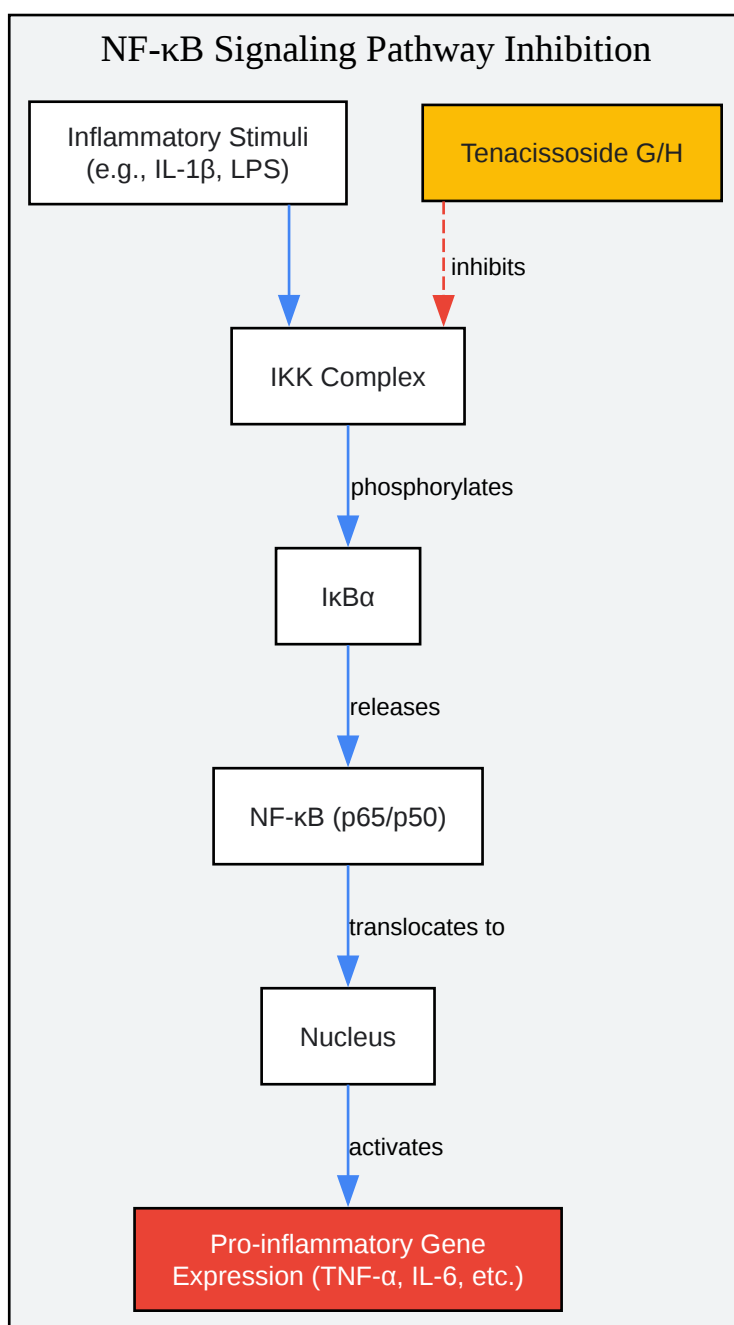 NF-κB Signaling Pathway Inhibition
Inflammatory Stimuli
(e.g., IL-1β, LPS)
Tenacissoside G/H
inhibits
IKK Complex
phosphorylates
IκBα
releases
NF-κB (p65/p50)
translocates to
Nucleus
activates
Pro-inflammatory Gene
Expression (TNF-α, IL-6, etc.)